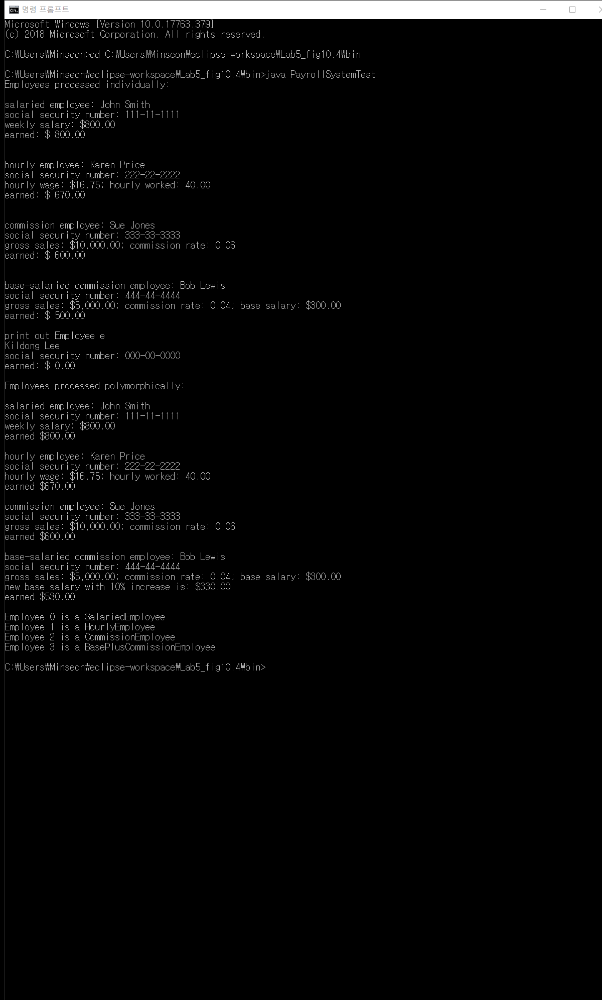 명령 프롬프트
Microsoft Windows [Version 10.0.17763.379]
(c) 2018 Microsoft Corporation. All rights reserved.
C:₩Users₩Minseon>cd C:₩Users₩Minseon₩eclipse-workspace₩Lab5_fig10.4₩bin
C:₩Users₩Minseon₩eclipse-workspace₩Lab5_fig10.4₩bin>java PayrollSystemTest
Employees processed individually:
salaried employee: John Smith
social security number: 111-11-1111
weekly salary: $800.00
earned: $ 800.00
hourly employee: Karen Price
social security number: 222-22-2222
hourly wage: $16.75; hourly worked: 40.00
earned: $ 670.00
commission employee: Sue Jones
social security number: 333-33-3333
gross sales: $10,000.00; commission rate: 0.06
earned: $ 600.00
base-salaried commission employee: Bob Lewis
social security number: 444-44-4444
gross sales: $5,000.00; commission rate: 0.04; base salary: $300.00
earned: $ 500.00
print out Employee e
Kildong Lee
social security number: 000-00-0000
earned: $ 0.00
Employees processed polymorphically:
salaried employee: John Smith
social security number: 111-11-1111
weekly salary: $800.00
earned $800.00
hourly employee: Karen Price
social security number: 222-22-2222
hourly wage: $16.75; hourly worked: 40.00
earned $670.00
commission employee: Sue Jones
social security number: 333-33-3333
gross sales: $10,000.00; commission rate: 0.06
earned $600.00
base-salaried commission employee: Bob Lewis
social security number: 444-44-4444
gross sales: $5,000.00; commission rate: 0.04; base salary: $300.00
new base salary with 10% increase is: $330.00
earned $530.00
Employee 0 is a SalariedEmployee
Employee 1 is a HourlyEmployee
Employee 2 is a CommissionEmployee
Employee 3 is a BasePlusCommissionEmployee
C:₩Users₩Minseon₩eclipse-workspace₩Lab5_fig10.4₩bin>